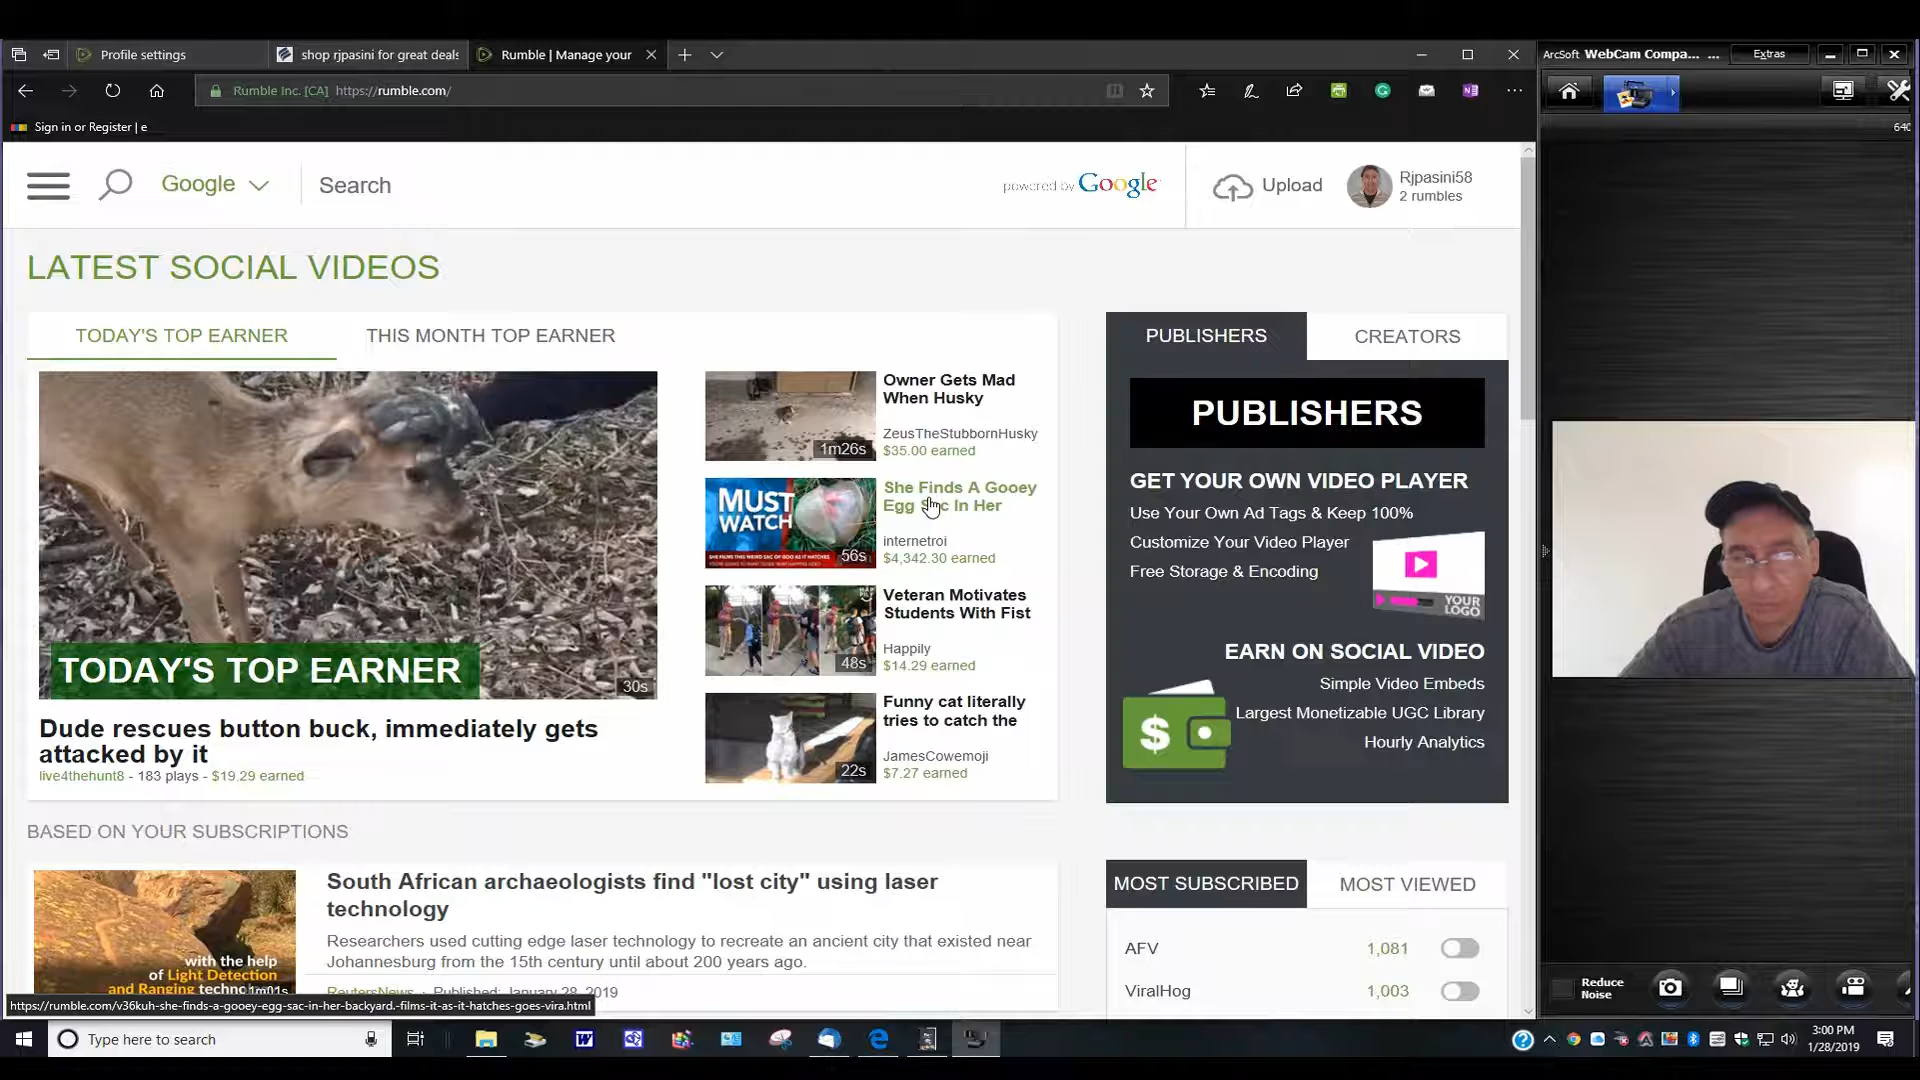 Profile settings
shop rjpasini for great deals
Rumble | Manage your
ArcSoft WebCam Compa... ...
Extras
Rumble Inc. [CA] https://rumble.com/
Sign in or Register | e
640
Google
Search
powered by Google
Upload
Rjpasini58
2 rumbles
LATEST SOCIAL VIDEOS
TODAY'S TOP EARNER
THIS MONTH TOP EARNER
TODAY'S TOP EARNER
30s
Dude rescues button buck, immediately gets
attacked by it
live4thehunt8 - 183 plays - $19.29 earned
1m26s
Owner Gets Mad
When Husky
ZeusTheStubbornHusky
$35.00 earned
MUST
WATCH
56s
She Finds A Gooey
Egg Sac In Her
internetroi
$4,342.30 earned
48s
Veteran Motivates
Students With Fist
Happily
$14.29 earned
22s
Funny cat literally
tries to catch the
JamesCowemoji
$7.27 earned
PUBLISHERS
CREATORS
PUBLISHERS
GET YOUR OWN VIDEO PLAYER
Use Your Own Ad Tags & Keep 100%
Customize Your Video Player
Free Storage & Encoding
YOUR
LOGO
EARN ON SOCIAL VIDEO
Simple Video Embeds
Largest Monetizable UGC Library
Hourly Analytics
$
BASED ON YOUR SUBSCRIPTIONS
with the help
of Light Detection
and Ranging
1m01s
South African archaeologists find "lost city" using laser
technology
Researchers used cutting edge laser technology to recreate an ancient city that existed near
Johannesburg from the 15th century until about 200 years ago.
ReutersNews - Published: January 28, 2019
MOST SUBSCRIBED
MOST VIEWED
AFV
1,081
ViralHog
1,003
Reduce
Noise
https://rumble.com/v36kuh-she-finds-a-gooey-egg-sac-in-her-backyard.-films-it-as-it-hatches-goes-vira.html
Type here to search
3:00 PM
1/28/2019